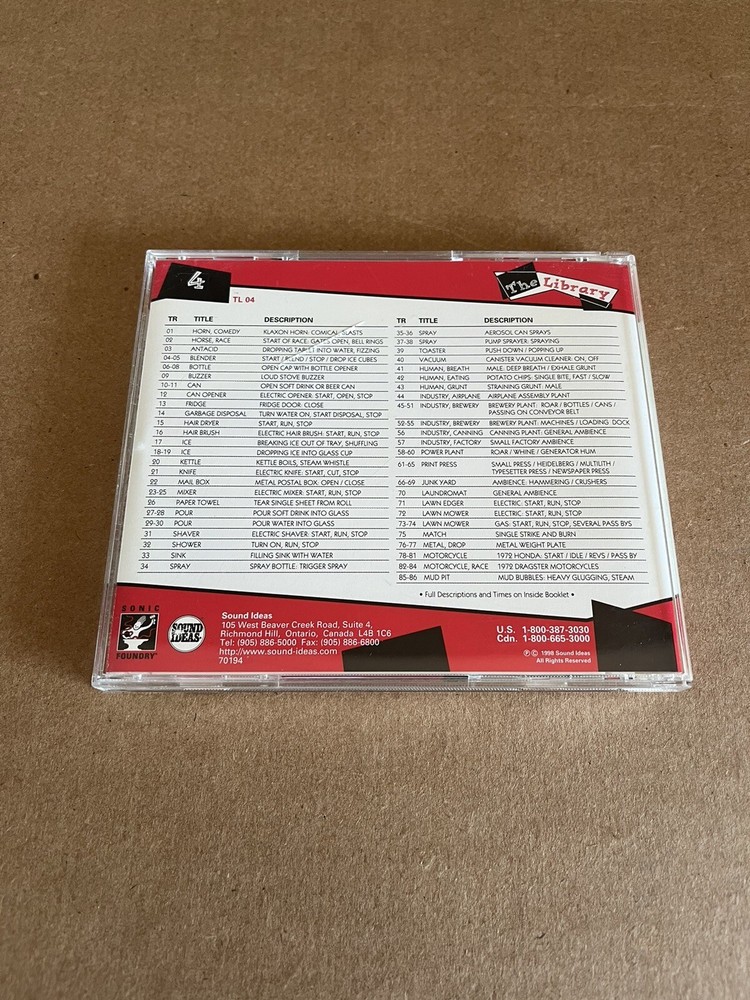 4
TL 04
The Library
TR TITLE DESCRIPTION
01 HORN, COMEDY KLAXON HORN: COMICAL BLASTS
02 HORSE, RACE START OF RACE: GATES OPEN, BELL RINGS
03 ANTACID DROPPING TABLET INTO WATER, FIZZING
04-05 BLENDER START / BLEND / STOP / DROP ICE CUBES
06-08 BOTTLE OPEN CAP WITH BOTTLE OPENER
09 BUZZER LOUD STOVE BUZZER
10-11 CAN OPEN SOFT DRINK OR BEER CAN
12 CAN OPENER ELECTRIC OPENER: START, OPEN, STOP
13 FRIDGE FRIDGE DOOR: CLOSE
14 GARBAGE DISPOSAL TURN WATER ON, START DISPOSAL, STOP
15 HAIR DRYER START, RUN, STOP
16 HAIR BRUSH ELECTRIC HAIR BRUSH: START, RUN, STOP
17 ICE BREAKING ICE OUT OF TRAY, SHUFFLING
18-19 ICE DROPPING ICE INTO GLASS CUP
20 KETTLE KETTLE BOILS, STEAM WHISTLE
21 KNIFE ELECTRIC KNIFE: START, CUT, STOP
22 MAIL BOX METAL POSTAL BOX: OPEN / CLOSE
23-25 MIXER ELECTRIC MIXER: START, RUN, STOP
26 PAPER TOWEL TEAR SINGLE SHEET FROM ROLL
27-28 POUR POUR SOFT DRINK INTO GLASS
29-30 POUR POUR WATER INTO GLASS
31 SHAVER ELECTRIC SHAVER: START, RUN, STOP
32 SHOWER TURN ON, RUN, STOP
33 SINK FILLING SINK WITH WATER
34 SPRAY SPRAY BOTTLE: TRIGGER SPRAY
TR TITLE DESCRIPTION
35-36 SPRAY AEROSOL CAN SPRAYS
37-38 SPRAY PUMP SPRAYER: SPRAYING
39 TOASTER PUSH DOWN / POPPING UP
40 VACUUM CANISTER VACUUM CLEANER: ON, OFF
41 HUMAN, BREATH MALE: DEEP BREATH / EXHALE GRUNT
42 HUMAN, EATING POTATO CHIPS: SINGLE BITE, FAST / SLOW
43 HUMAN, GRUNT STRAINING GRUNT: MALE
44 INDUSTRY, AIRPLANE AIRPLANE ASSEMBLY PLANT
45-51 INDUSTRY, BREWERY BREWERY PLANT: ROAR / BOTTLES / CANS /
PASSING ON CONVEYOR BELT
52-55 INDUSTRY, BREWERY BREWERY PLANT: MACHINES / LOADING DOCK
56 INDUSTRY, CANNING CANNING PLANT: GENERAL AMBIENCE
57 INDUSTRY, FACTORY SMALL FACTORY AMBIENCE
58-60 POWER PLANT ROAR / WHINE / GENERATOR HUM
61-65 PRINT PRESS SMALL PRESS / HEIDELBERG / MULTILITH /
TYPESETTER PRESS / NEWSPAPER PRESS
66-69 JUNK YARD AMBIENCE: HAMMERING / CRUSHERS
70 LAUNDROMAT GENERAL AMBIENCE
71 LAWN EDGER ELECTRIC: START, RUN, STOP
72 LAWN MOWER ELECTRIC: START, RUN, STOP
73-74 LAWN MOWER GAS: START, RUN, STOP, SEVERAL PASS BYS
75 MATCH SINGLE STRIKE AND BURN
76-77 METAL, DROP METAL WEIGHT PLATE
78-81 MOTORCYCLE 1972 HONDA: START / IDLE / REVS / PASS BY
82-84 MOTORCYCLE, RACE 1972 DRAGSTER MOTORCYCLES
85-86 MUD PIT MUD BUBBLES: HEAVY GLUGGING, STEAM
• Full Descriptions and Times on Inside Booklet •
SONIC
FOUNDRY
SOUND
IDEAS
Sound Ideas
105 West Beaver Creek Road, Suite 4,
Richmond Hill, Ontario, Canada L4B 1C6
Tel: (905) 886-5000 Fax: (905) 886-6800
http://www.sound-ideas.com
70194
U.S. 1-800-387-3030
Cdn. 1-800-665-3000
℗ © 1998 Sound Ideas
All Rights Reserved